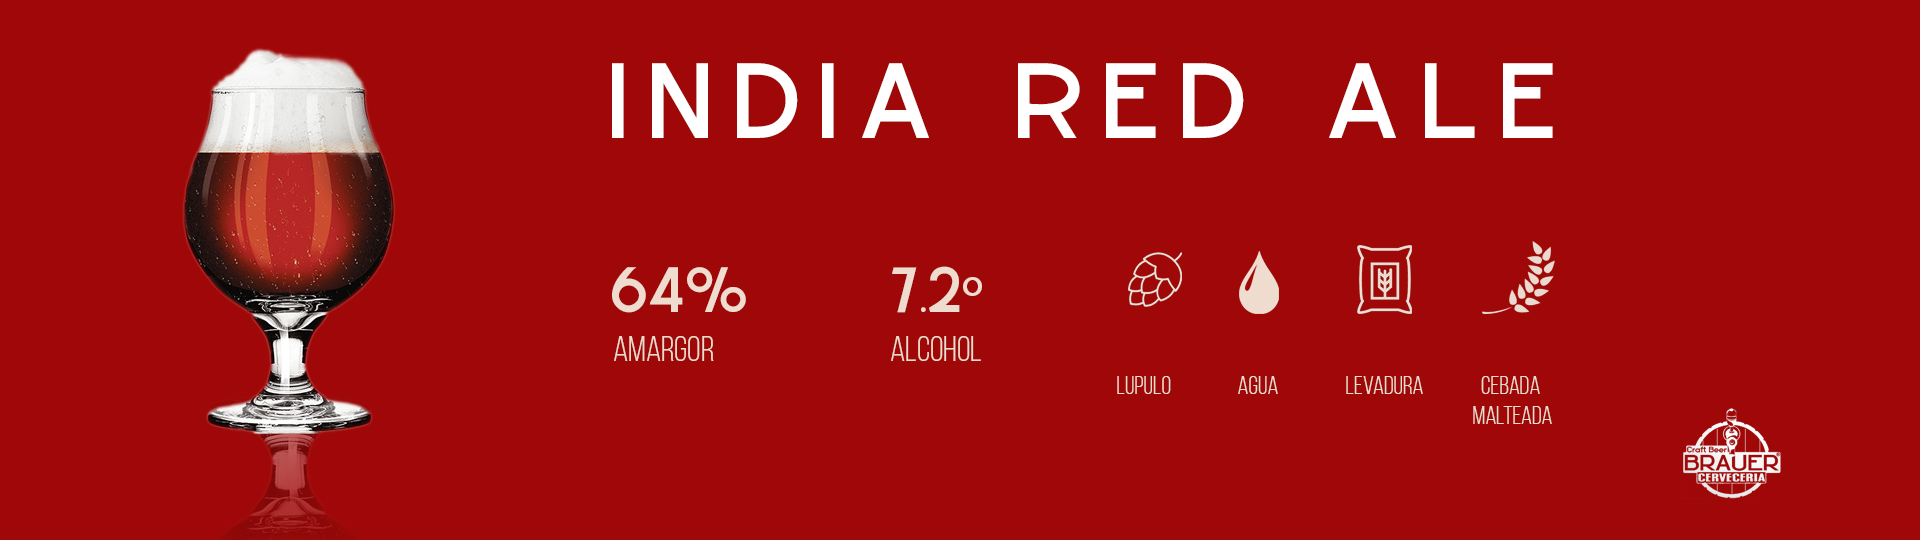 INDIA RED ALE
64%
AMARGOR
7.2º
ALCOHOL
LUPULO
AGUA
LEVADURA
CEBADA
MALTEADA
Craft Beer
BRAUER
CERVECERIA